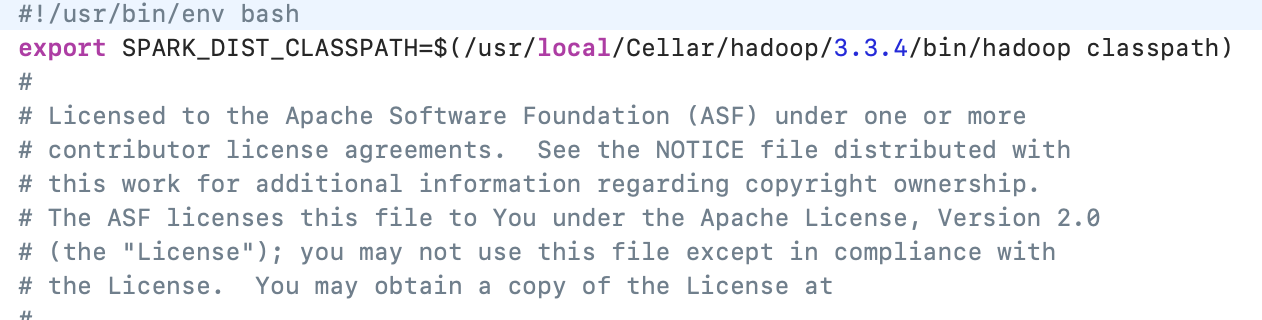 #!/usr/bin/env bash
export SPARK_DIST_CLASSPATH=$(/usr/local/Cellar/hadoop/3.3.4/bin/hadoop classpath)
#
# Licensed to the Apache Software Foundation (ASF) under one or more
# contributor license agreements.  See the NOTICE file distributed with
# this work for additional information regarding copyright ownership.
# The ASF licenses this file to You under the Apache License, Version 2.0
# (the "License"); you may not use this file except in compliance with
# the License.  You may obtain a copy of the License at
#